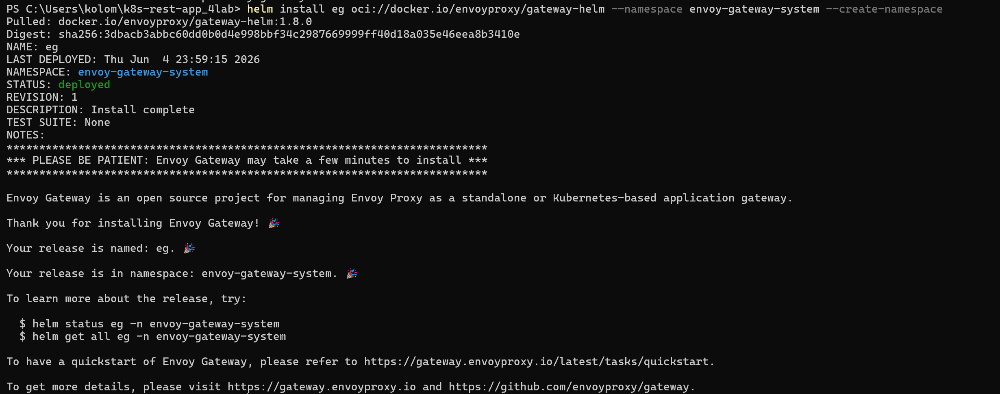 PS C:\Users\kolom\k8s-rest-app_4lab> helm install eg oci://docker.io/envoyproxy/gateway-helm --namespace envoy-gateway-system --create-namespace
Pulled: docker.io/envoyproxy/gateway-helm:1.8.0
Digest: sha256:3dbacb3abbc60dd0b0d4e998bbf34c2987669999ff40d18a035e46eea8b3410e
NAME: eg
LAST DEPLOYED: Thu Jun  4 23:59:15 2026
NAMESPACE: envoy-gateway-system
STATUS: deployed
REVISION: 1
DESCRIPTION: Install complete
TEST SUITE: None
NOTES:
**************************************************************************
*** PLEASE BE PATIENT: Envoy Gateway may take a few minutes to install ***
**************************************************************************
Envoy Gateway is an open source project for managing Envoy Proxy as a standalone or Kubernetes-based application gateway.
Thank you for installing Envoy Gateway! 🎉
Your release is named: eg. 🎉
Your release is in namespace: envoy-gateway-system. 🎉
To learn more about the release, try:
$ helm status eg -n envoy-gateway-system
$ helm get all eg -n envoy-gateway-system
To have a quickstart of Envoy Gateway, please refer to https://gateway.envoyproxy.io/latest/tasks/quickstart.
To get more details, please visit https://gateway.envoyproxy.io and https://github.com/envoyproxy/gateway.